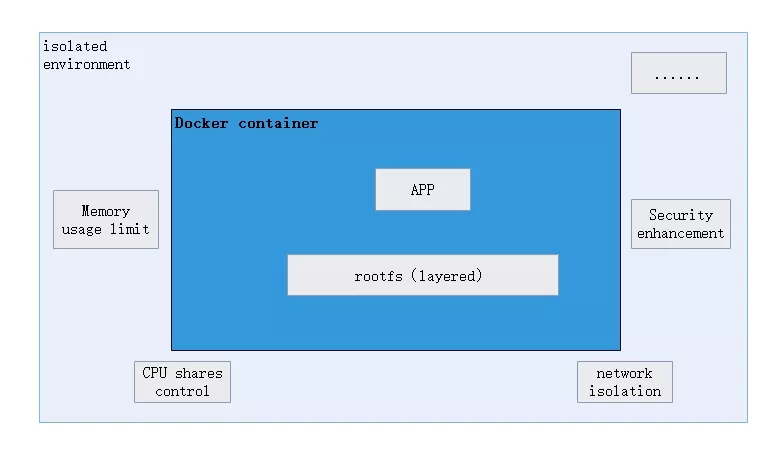 isolated
environment
......
Docker container
APP
Memory
usage limit
Security
enhancement
rootfs（layered）
CPU shares
control
network
isolation